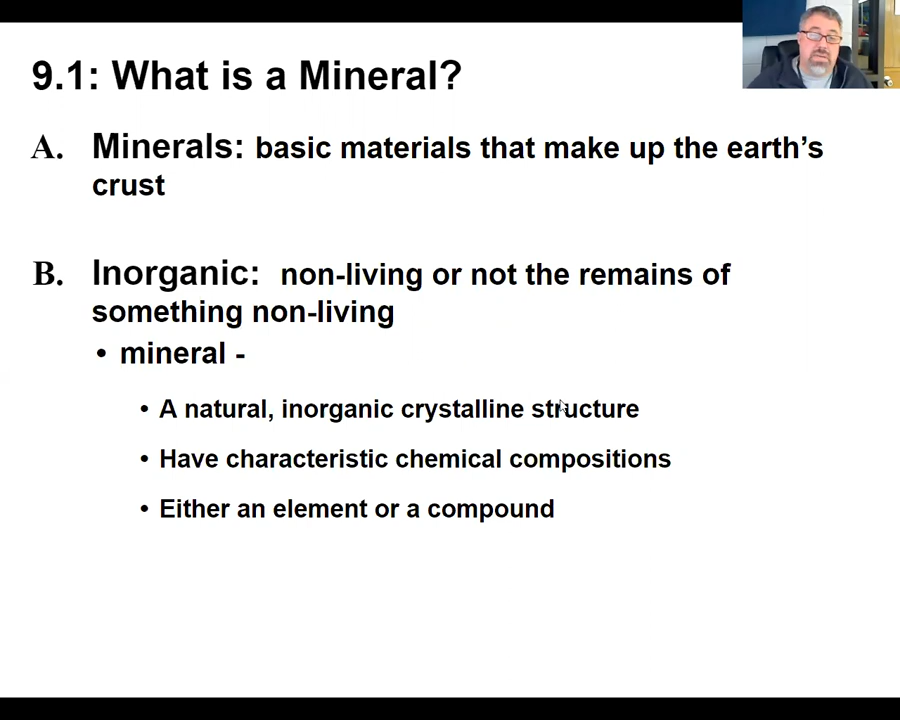 9.1: What is a Mineral?
A. Minerals: basic materials that make up the earth's
crust
B. Inorganic: non-living or not the remains of
something non-living
• mineral -
• A natural, inorganic crystalline structure
• Have characteristic chemical compositions
• Either an element or a compound